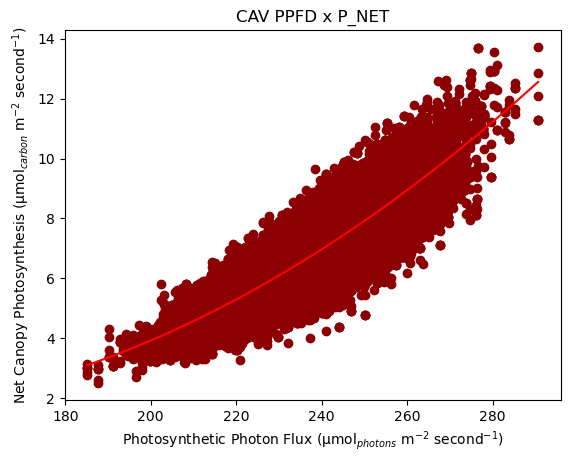 CAV PPFD x P_NET
Net Canopy Photosynthesis (µmol_carbon m⁻² second⁻¹)
14
12
10
8
6
4
2
180 200 220 240 260 280
Photosynthetic Photon Flux (µmol_photons m⁻² second⁻¹)